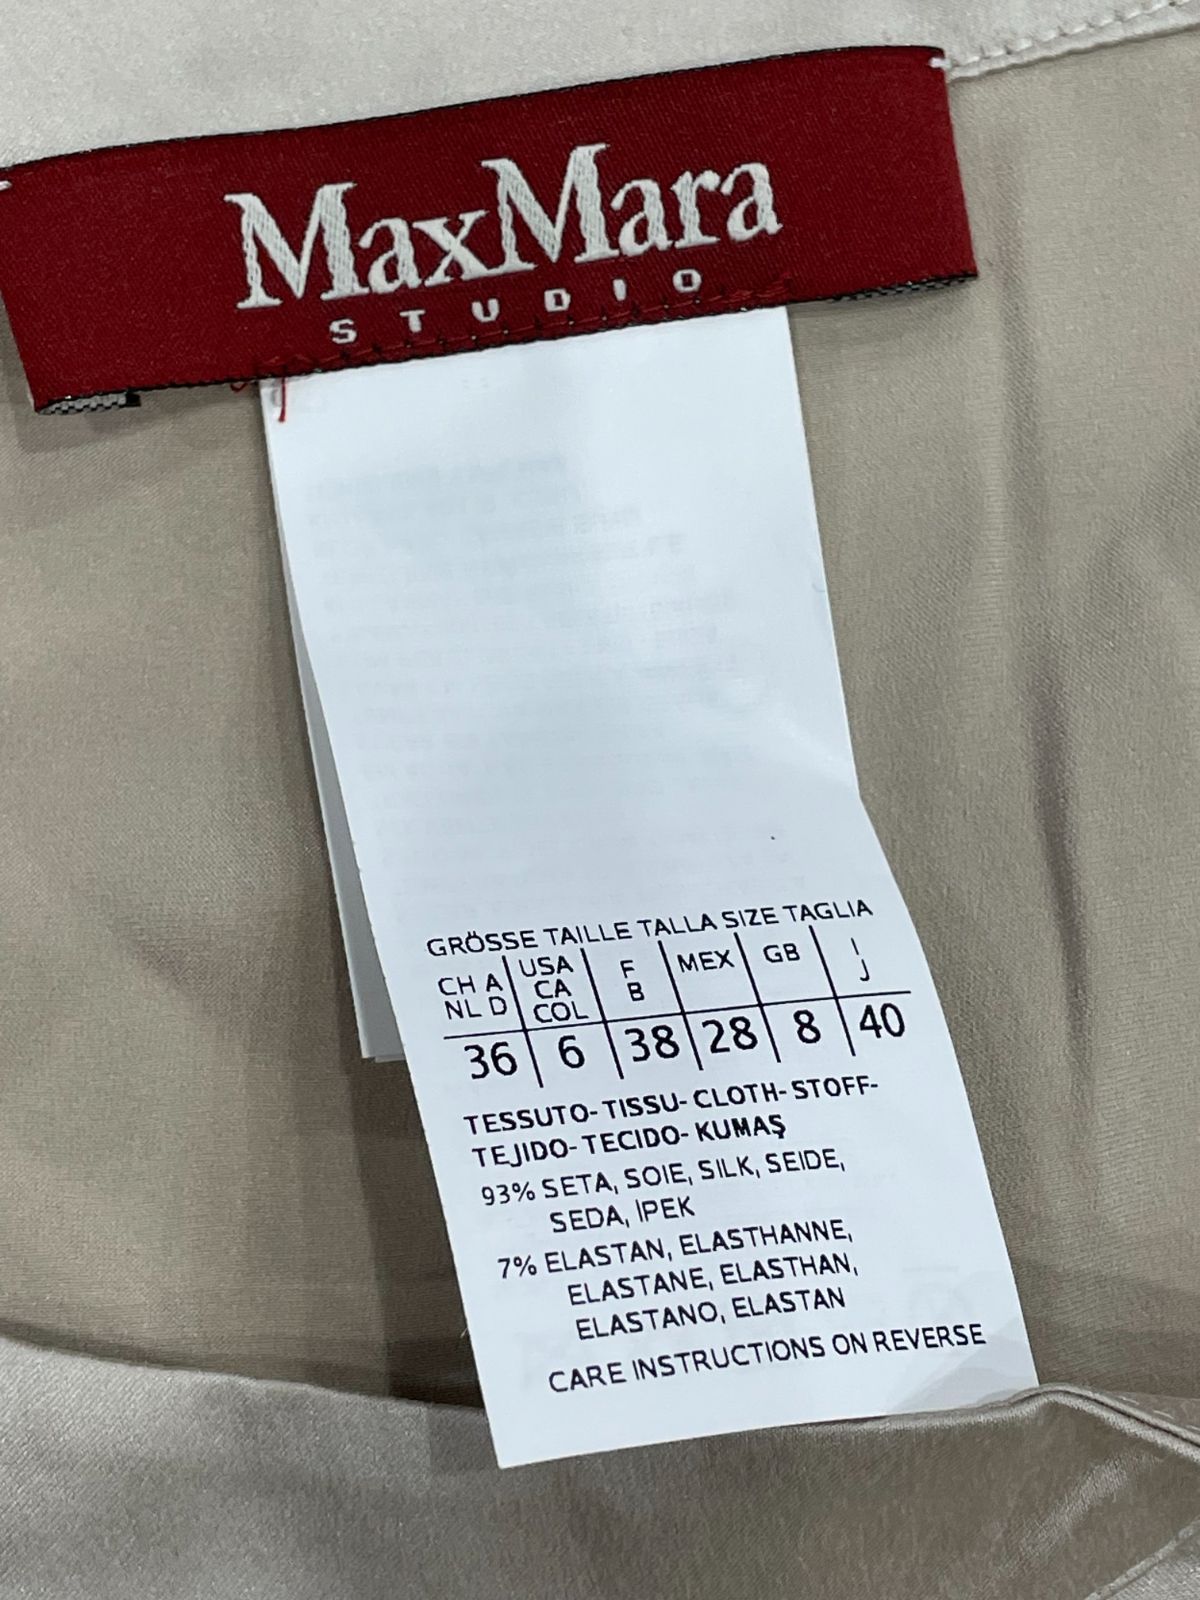 MaxMara
STUDIO
GRÖSSE TAILLE TALLA SIZE TAGLIA
CH A
NL D
USA
CA
COL
F
B
MEX
GB
I
J
36 6 38 28 8 40
TESSUTO- TISSU- CLOTH- STOFF-
TEJIDO- TECIDO- KUMAŞ
93% SETA, SOIE, SILK, SEIDE,
SEDA, IPEK
7% ELASTAN, ELASTHANNE,
ELASTANE, ELASTHAN,
ELASTANO, ELASTAN
CARE INSTRUCTIONS ON REVERSE